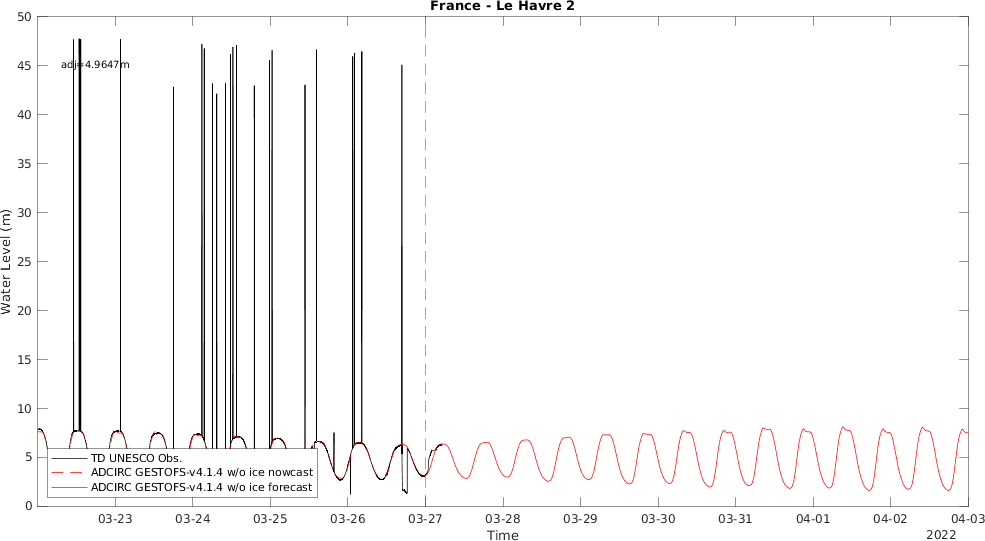 France - Le Havre 2
50
45
40
35
30
25
20
15
10
5
0
Water Level (m)
adj=4.9647m
TD UNESCO Obs.
ADCIRC GESTOFS-v4.1.4 w/o ice nowcast
ADCIRC GESTOFS-v4.1.4 w/o ice forecast
03-23 03-24 03-25 03-26 03-27 03-28 03-29 03-30 03-31 04-01 04-02 04-03
Time
2022